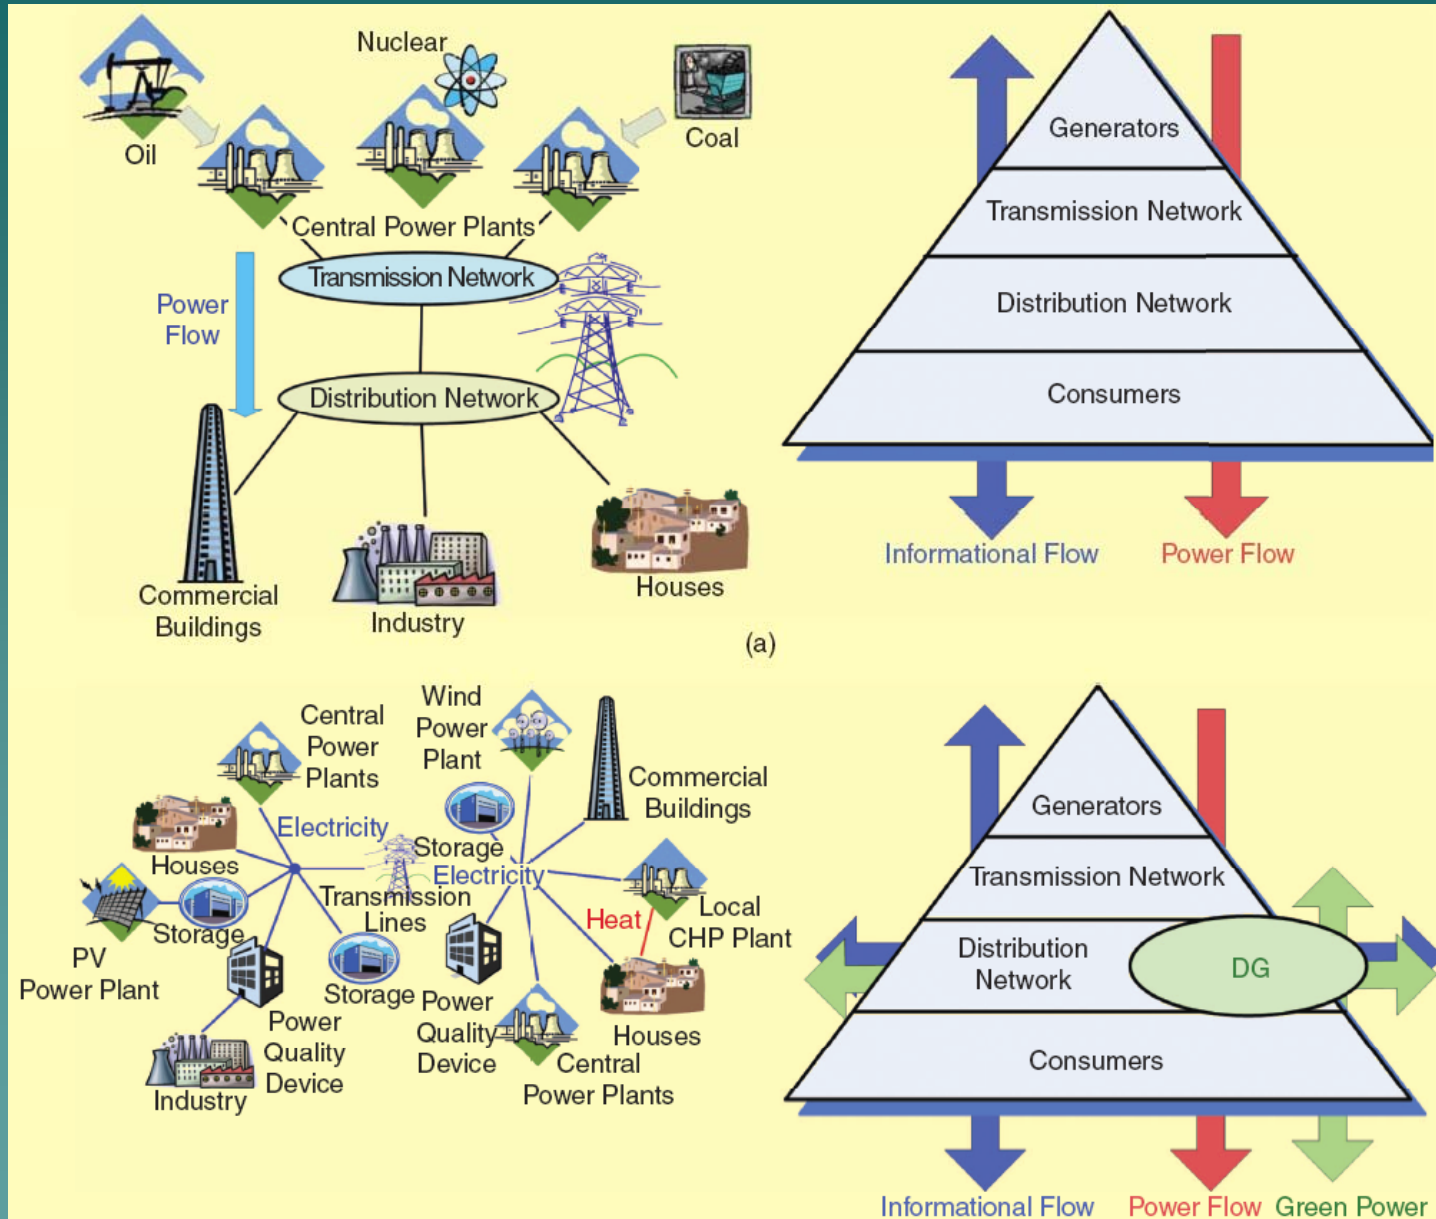 Nuclear
Oil
Coal
Central Power Plants
Transmission Network
Power
Flow
Distribution Network
Commercial
Buildings
Industry
Houses
Generators
Transmission Network
Distribution Network
Consumers
Informational Flow
Power Flow
(a)
Central
Power
Plants
Wind
Power
Plant
Commercial
Buildings
Electricity
Houses
Storage
Electricity
Transmission
Lines
Heat
Local
CHP Plant
Storage
PV
Power Plant
Storage
Power
Quality
Device
Power
Quality
Device
Houses
Central
Power Plants
Industry
Generators
Transmission Network
Distribution
Network
DG
Consumers
Informational Flow
Power Flow
Green Power